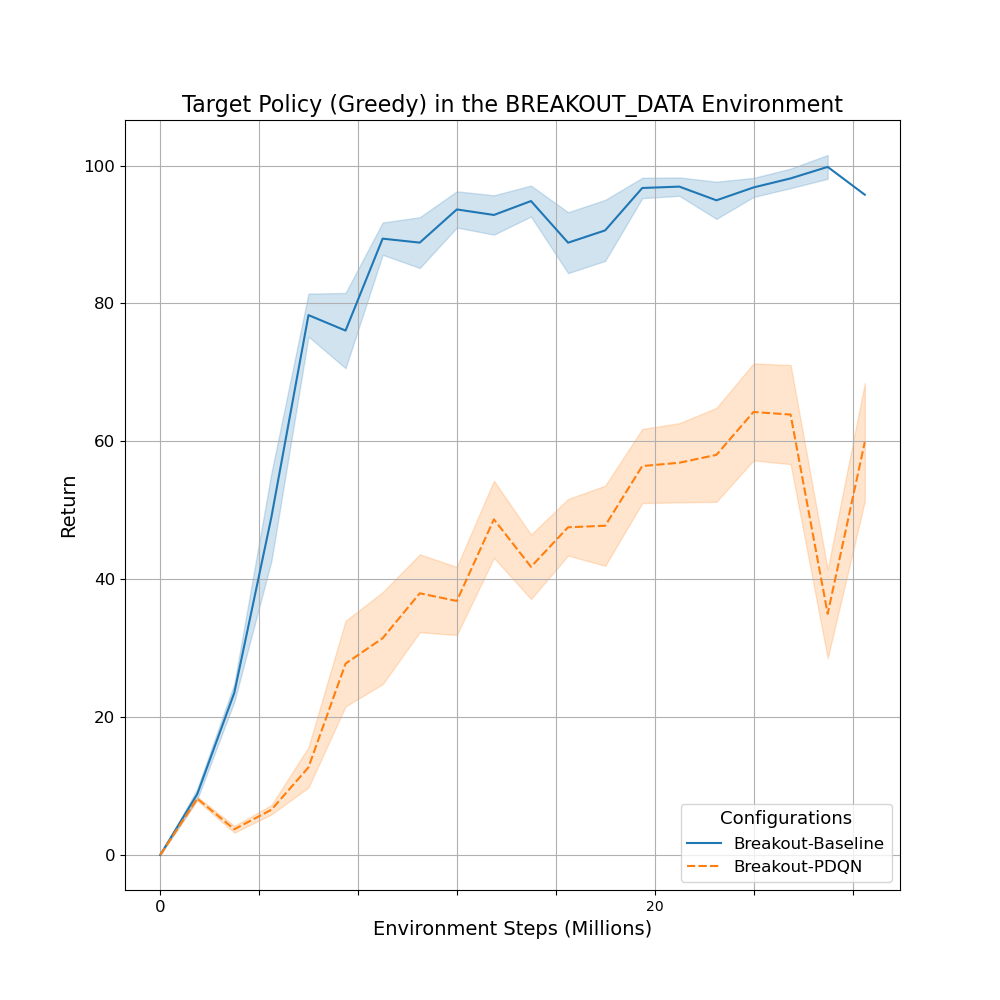 Target Policy (Greedy) in the BREAKOUT_DATA Environment
100
80
60
40
20
0
Return
0
20
Environment Steps (Millions)
Configurations
Breakout-Baseline
Breakout-PDQN